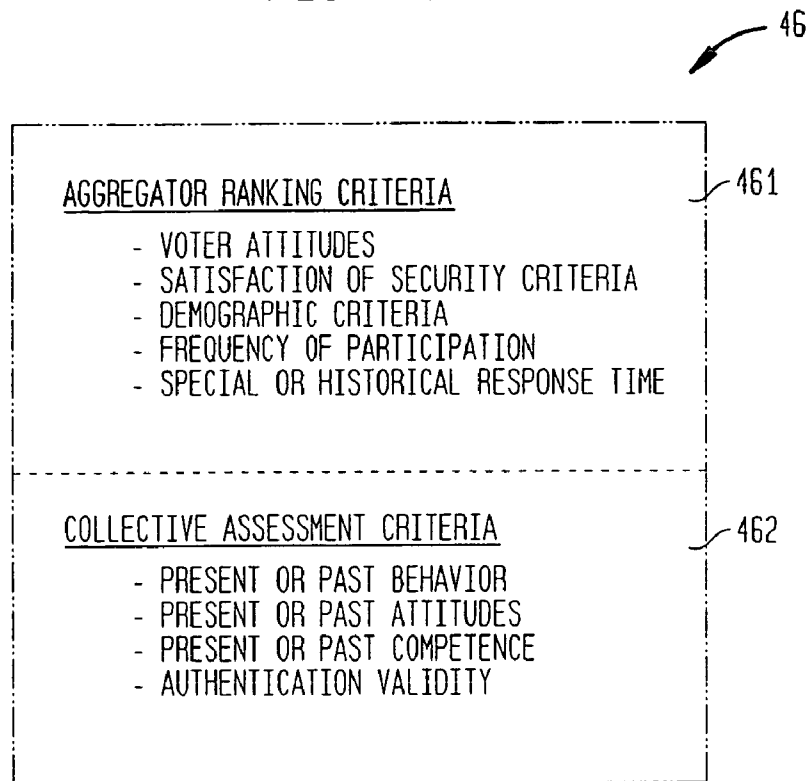 46
AGGREGATOR RANKING CRITERIA
461
- VOTER ATTITUDES
- SATISFACTION OF SECURITY CRITERIA
- DEMOGRAPHIC CRITERIA
- FREQUENCY OF PARTICIPATION
- SPECIAL OR HISTORICAL RESPONSE TIME
COLLECTIVE ASSESSMENT CRITERIA
462
- PRESENT OR PAST BEHAVIOR
- PRESENT OR PAST ATTITUDES
- PRESENT OR PAST COMPETENCE
- AUTHENTICATION VALIDITY